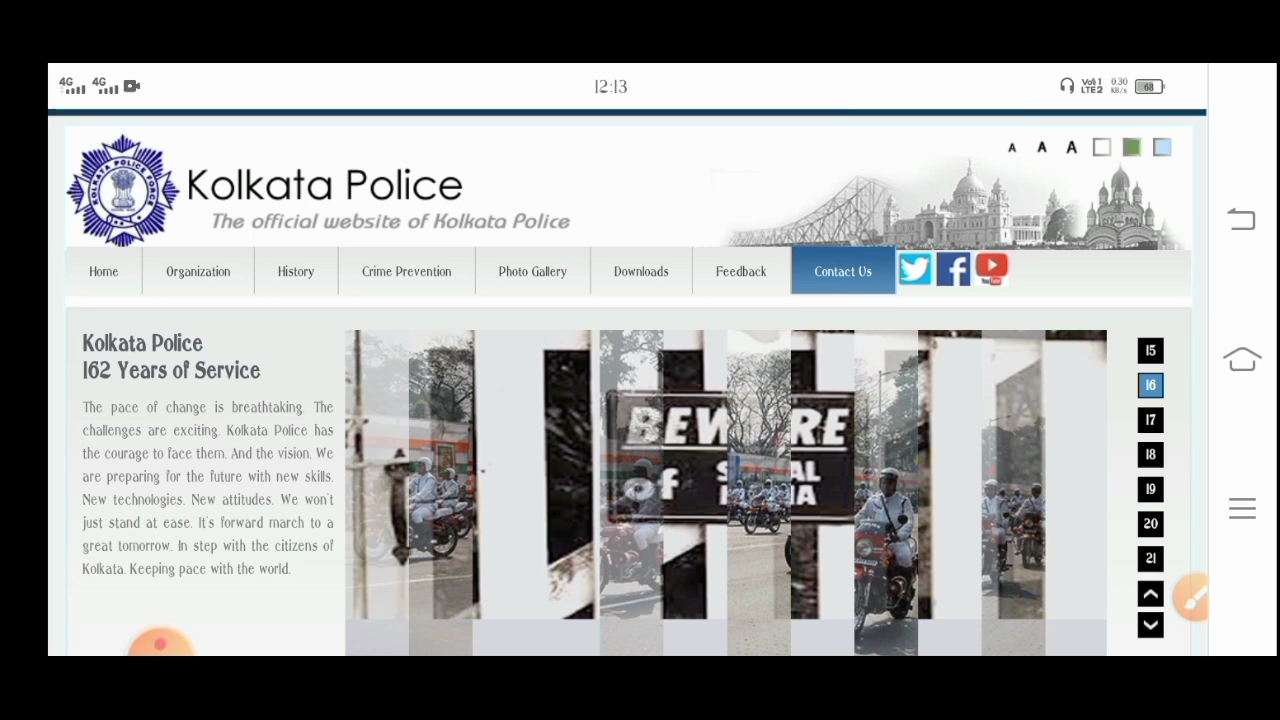 4G 4G 12:13 Vo) 1 LTE2 0.30 KB/s 68
KOLKATA POLICE FORCE
A A A
Kolkata Police
The official website of Kolkata Police
Home Organization History Crime Prevention Photo Gallery Downloads Feedback Contact Us
You Tube
Kolkata Police
162 Years of Service
The pace of change is breathtaking. The
challenges are exciting. Kolkata Police has
the courage to face them. And the vision. We
are preparing for the future with new skills.
New technologies. New attitudes. We won't
just stand at ease. It's forward march to a
great tomorrow. In step with the citizens of
Kolkata. Keeping pace with the world.
of
15
16
17
18
19
20
21